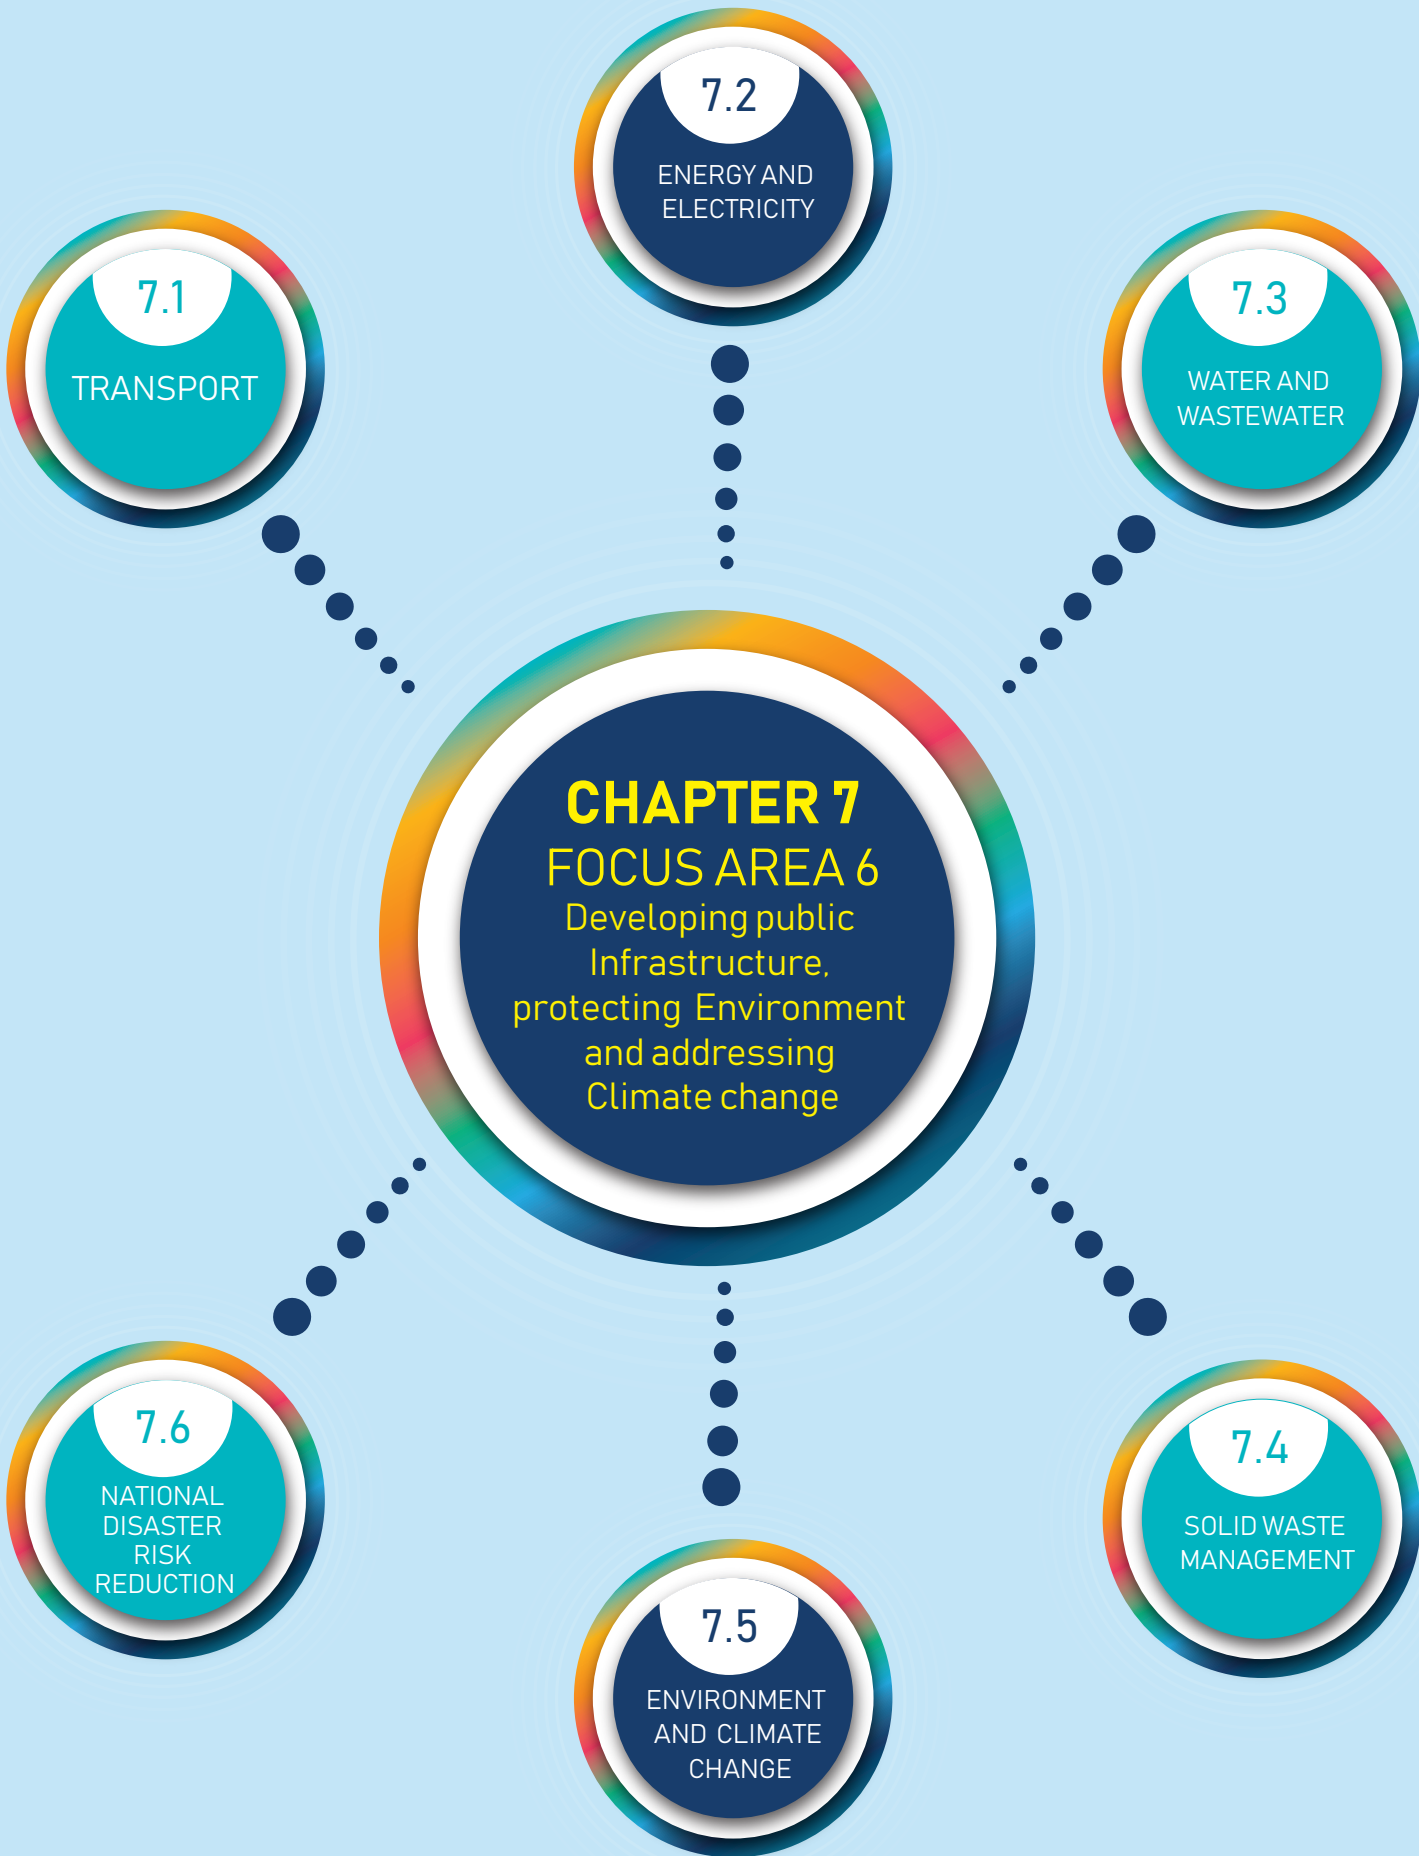 7.2
ENERGY AND
ELECTRICITY
7.1
TRANSPORT
7.3
WATER AND
WASTEWATER
CHAPTER 7
FOCUS AREA 6
Developing public
Infrastructure,
protecting Environment
and addressing
Climate change
7.6
NATIONAL
DISASTER
RISK
REDUCTION
7.4
SOLID WASTE
MANAGEMENT
7.5
ENVIRONMENT
AND CLIMATE
CHANGE